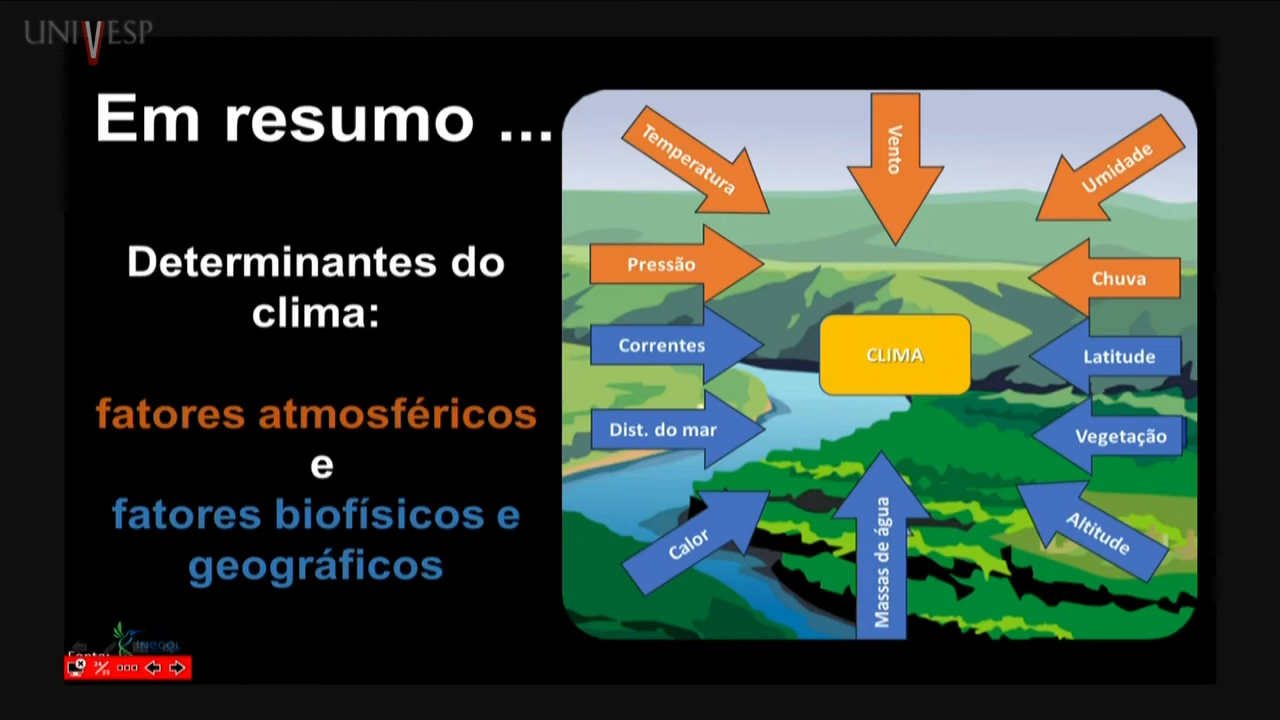 UNIVESP
Em resumo ...
Determinantes do
clima:
fatores atmosféricos
e
fatores biofísicos e
geográficos
Temperatura
Vento
Umidade
Pressão
Chuva
Correntes
CLIMA
Latitude
Dist. do mar
Vegetação
Calor
Massas de água
Altitude